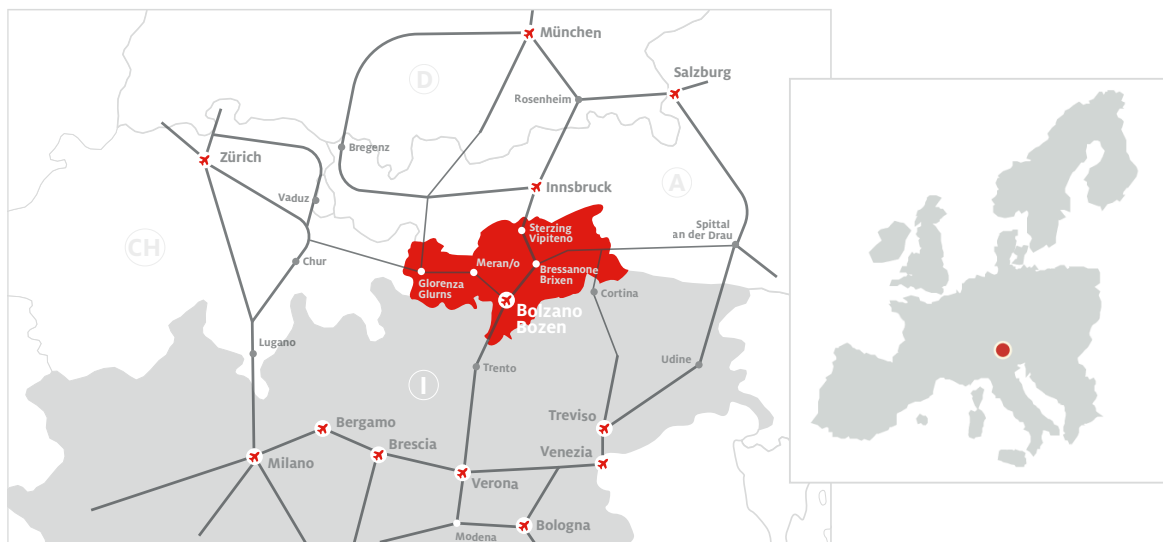 München
D
Salzburg
Rosenheim
Bregenz
Zürich
Innsbruck
A
Vaduz
Spittal
an der Drau
Sterzing
Vipiteno
CH
Chur
Meran/o
Bressanone
Brixen
Glorenza
Glurns
Cortina
Bolzano
Bozen
Lugano
Udine
Trento
I
Treviso
Bergamo
Brescia
Venezia
Milano
Verona
Bologna
Modena